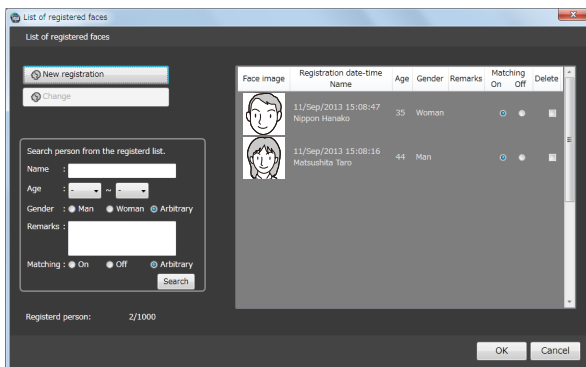 List of registered faces
List of registered faces
New registration
Change
Search person from the registerd list.
Name :
Age : - ~ -
Gender : Man Woman Arbitrary
Remarks :
Matching : On Off Arbitrary
Search
Registerd person: 2/1000
Face image Registration date-time Name Age Gender Remarks Matching On Off Delete
11/Sep/2013 15:08:47
Nippon Hanako 35 Woman
11/Sep/2013 15:08:16
Matsushita Taro 44 Man
OK Cancel